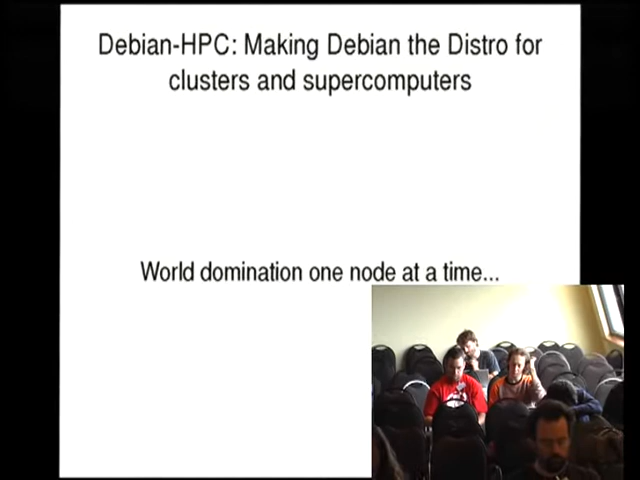 Debian-HPC: Making Debian the Distro for
clusters and supercomputers
World domination one node at a time...